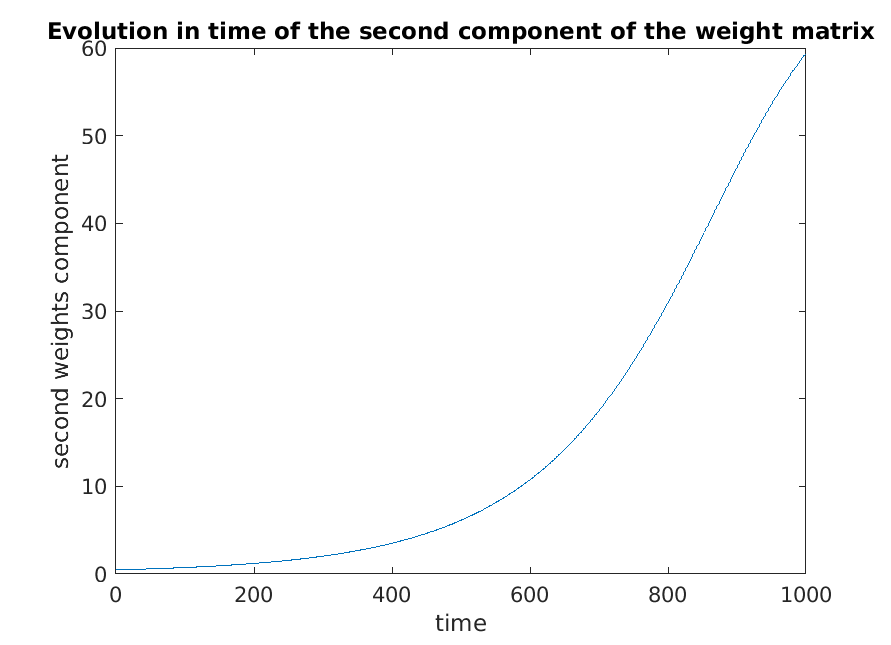 Evolution in time of the second component of the weight matrix
60
50
40
30
20
10
0
second weights component
0 200 400 600 800 1000
time